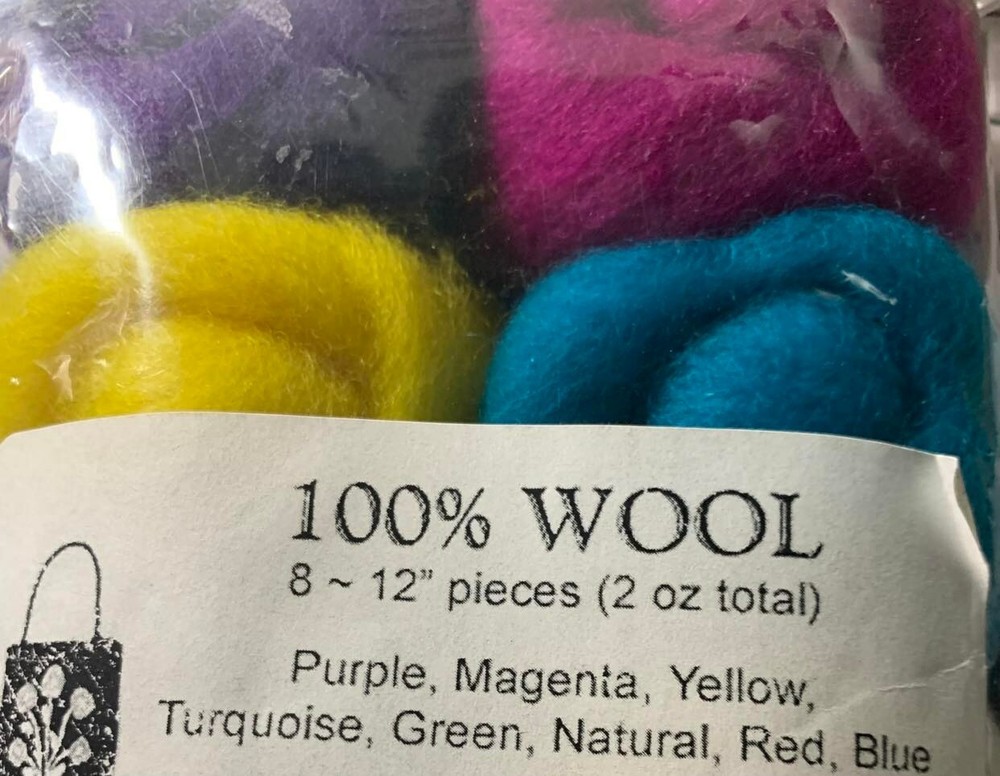 100% WOOL
8 ~ 12” pieces (2 oz total)
Purple, Magenta, Yellow,
Turquoise, Green, Natural, Red, Blue